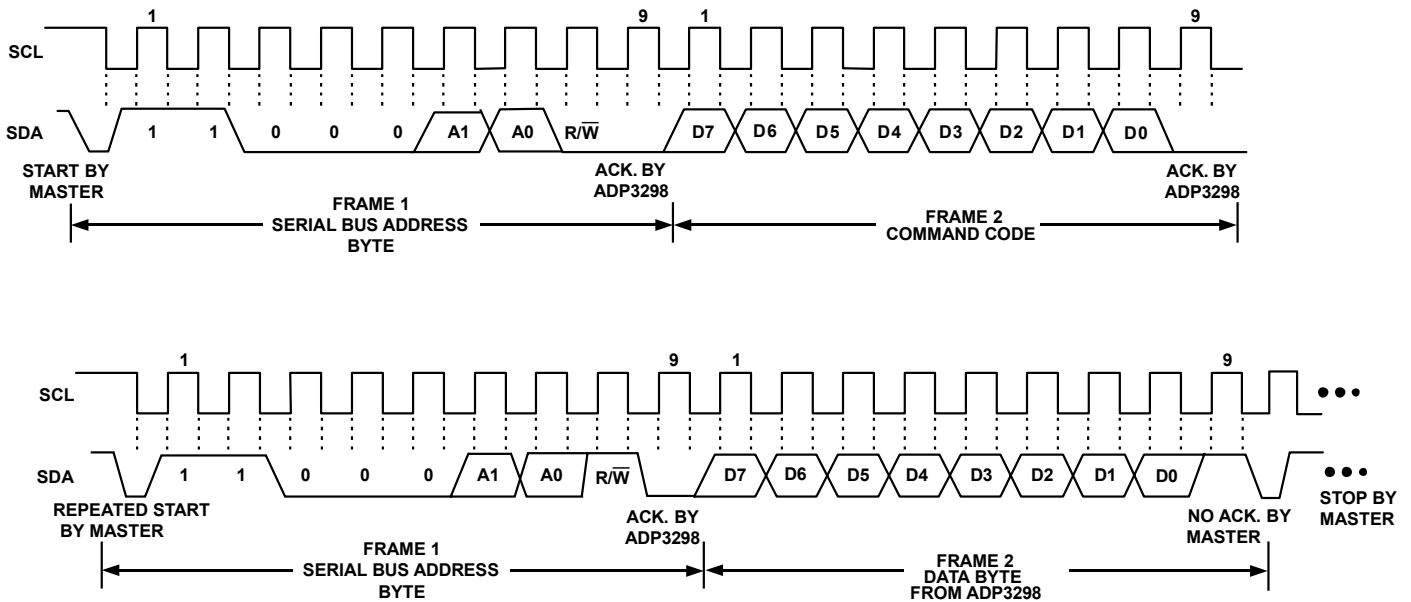 1 9 1 9
SCL
SDA 1 1 0 0 0 A1 A0 R/W D7 D6 D5 D4 D3 D2 D1 D0
START BY
MASTER
ACK. BY
ADP3298
ACK. BY
ADP3298
FRAME 1
SERIAL BUS ADDRESS
BYTE
FRAME 2
COMMAND CODE
1 9 1 9
SCL
SDA 1 1 0 0 0 A1 A0 R/W D7 D6 D5 D4 D3 D2 D1 D0
REPEATED START
BY MASTER
ACK. BY
ADP3298
NO ACK. BY
MASTER
STOP BY
MASTER
FRAME 1
SERIAL BUS ADDRESS
BYTE
FRAME 2
DATA BYTE
FROM ADP3298